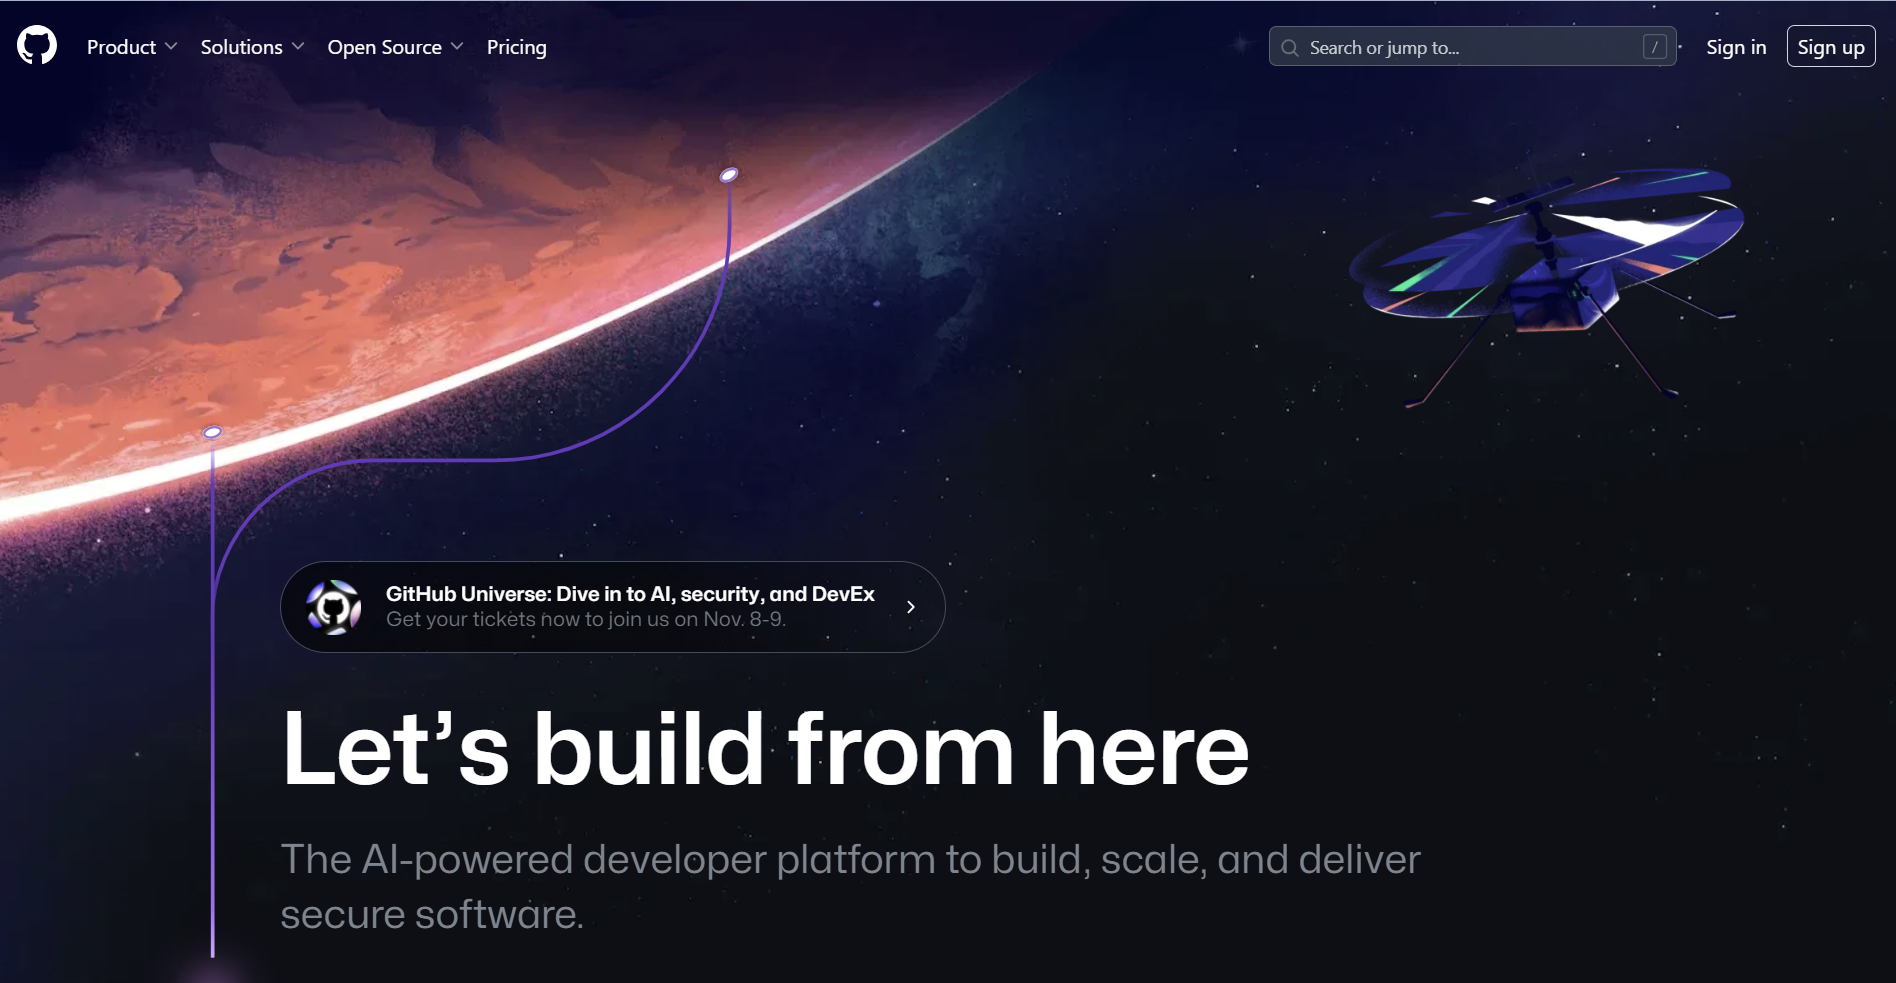 Product Solutions Open Source Pricing Search or jump to... / Sign in Sign up
GitHub Universe: Dive in to AI, security, and DevEx
Get your tickets now to join us on Nov. 8-9.
Let’s build from here
The AI-powered developer platform to build, scale, and deliver
secure software.